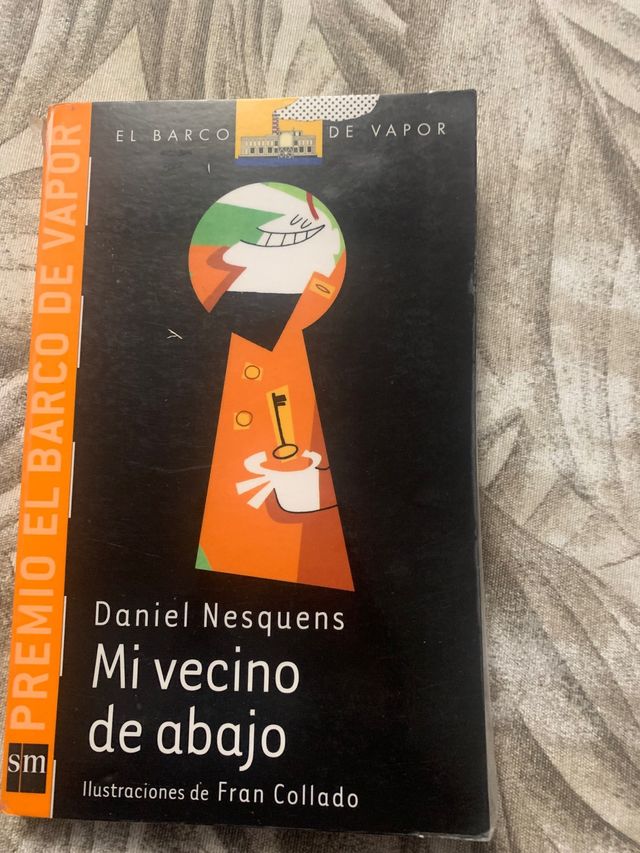 EL BARCO DE VAPOR
PREMIO EL BARCO DE VAPOR
Daniel Nesquens
Mi vecino
de abajo
sm
Ilustraciones de Fran Collado